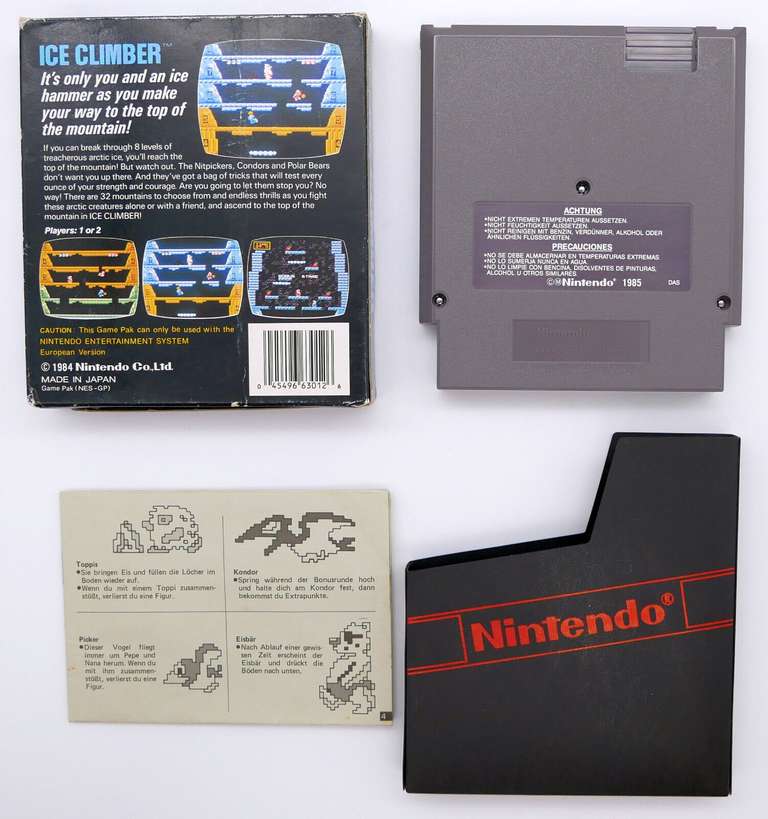 ICE CLIMBER™
It's only you and an ice
hammer as you make
your way to the top of
the mountain!
If you can break through 8 levels of
treacherous arctic ice, you'll reach the
top of the mountain! But watch out. The Nitpickers, Condors and Polar Bears
don't want you up there. And they've got a bag of tricks that will test every
ounce of your strength and courage. Are you going to let them stop you? No
way! There are 32 mountains to choose from and endless thrills as you fight
these arctic creatures alone or with a friend, and ascend to the top of the
mountain in ICE CLIMBER!
Players: 1 or 2
CAUTION: This Game Pak can only be used with the
NINTENDO ENTERTAINMENT SYSTEM
European Version
© 1984 Nintendo Co., Ltd.
MADE IN JAPAN
Game Pak (NES-GP)
0 45496 63012
ACHTUNG
•NICHT EXTREMEN TEMPERATUREN AUSSETZEN.
•NICHT FEUCHTIGKEIT AUSSETZEN.
•NICHT REINIGEN MIT BENZIN, VERDÜNNER, ALKOHOL ODER
ÄHNLICHEN FLÜSSIGKEITEN.
PRECAUCIONES
•NO SE DEBE ALMACERNAR EN TEMPERATURAS EXTREMAS.
•NO LO SUMERJA NUNCA EN AGUA.
•NO LO LIMPIE CON BENCINA, DISOLVENTES DE PINTURAS,
ALCOHOL U OTROS SIMILARES.
©Ⓜ Nintendo® 1985 DAS
Nintendo
Toppis
•Sie bringen Eis und füllen die Löcher im
Boden wieder auf.
•Wenn du mit einem Toppi zusammen-
stößt, verlierst du eine Figur.
Kondor
•Spring während der Bonusrunde hoch
und halte dich am Kondor fest, dann
bekommst du Extrapunkte.
Picker
•Dieser Vogel fliegt
immer um Pepe und
Nana herum. Wenn du
mit ihm zusammen-
stößt, verlierst du eine
Figur.
Eisbär
•Nach Ablauf einer gewis-
sen Zeit erscheint der
Eisbär und drückt die
Böden nach unten.
4
Nintendo®